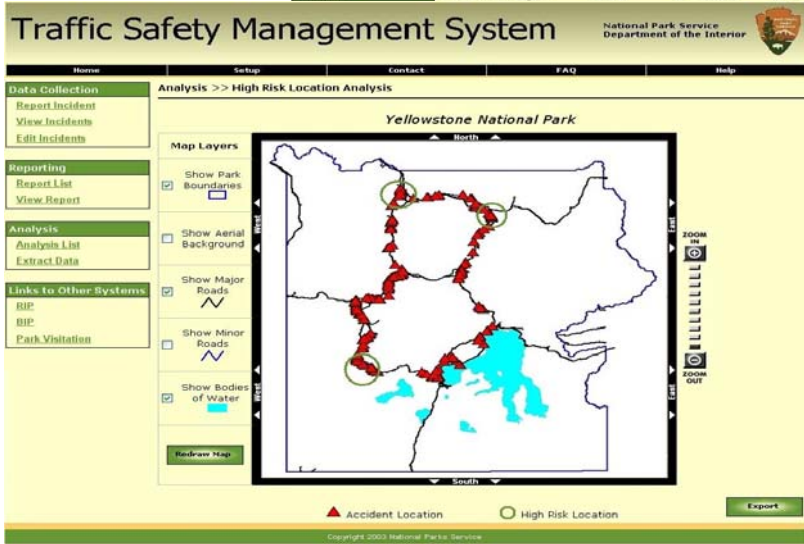 Traffic Safety Management System
National Park Service
Department of the Interior
Home Setup Contact FAQ Help
Data Collection
Report Incident
View Incidents
Edit Incidents
Reporting
Report List
View Report
Analysis
Analysis List
Extract Data
Links to Other Systems
RIP
BIP
Park Visitation
Analysis >> High Risk Location Analysis
Yellowstone National Park
Map Layers
Show Park
Boundaries
Show Aerial
Background
Show Major
Roads
Show Minor
Roads
Show Bodies
of Water
Redraw Map
North
West
West
East
East
South
ZOOM
IN
ZOOM
OUT
Accident Location
High Risk Location
Export
Copyright 2003 National Parks Service